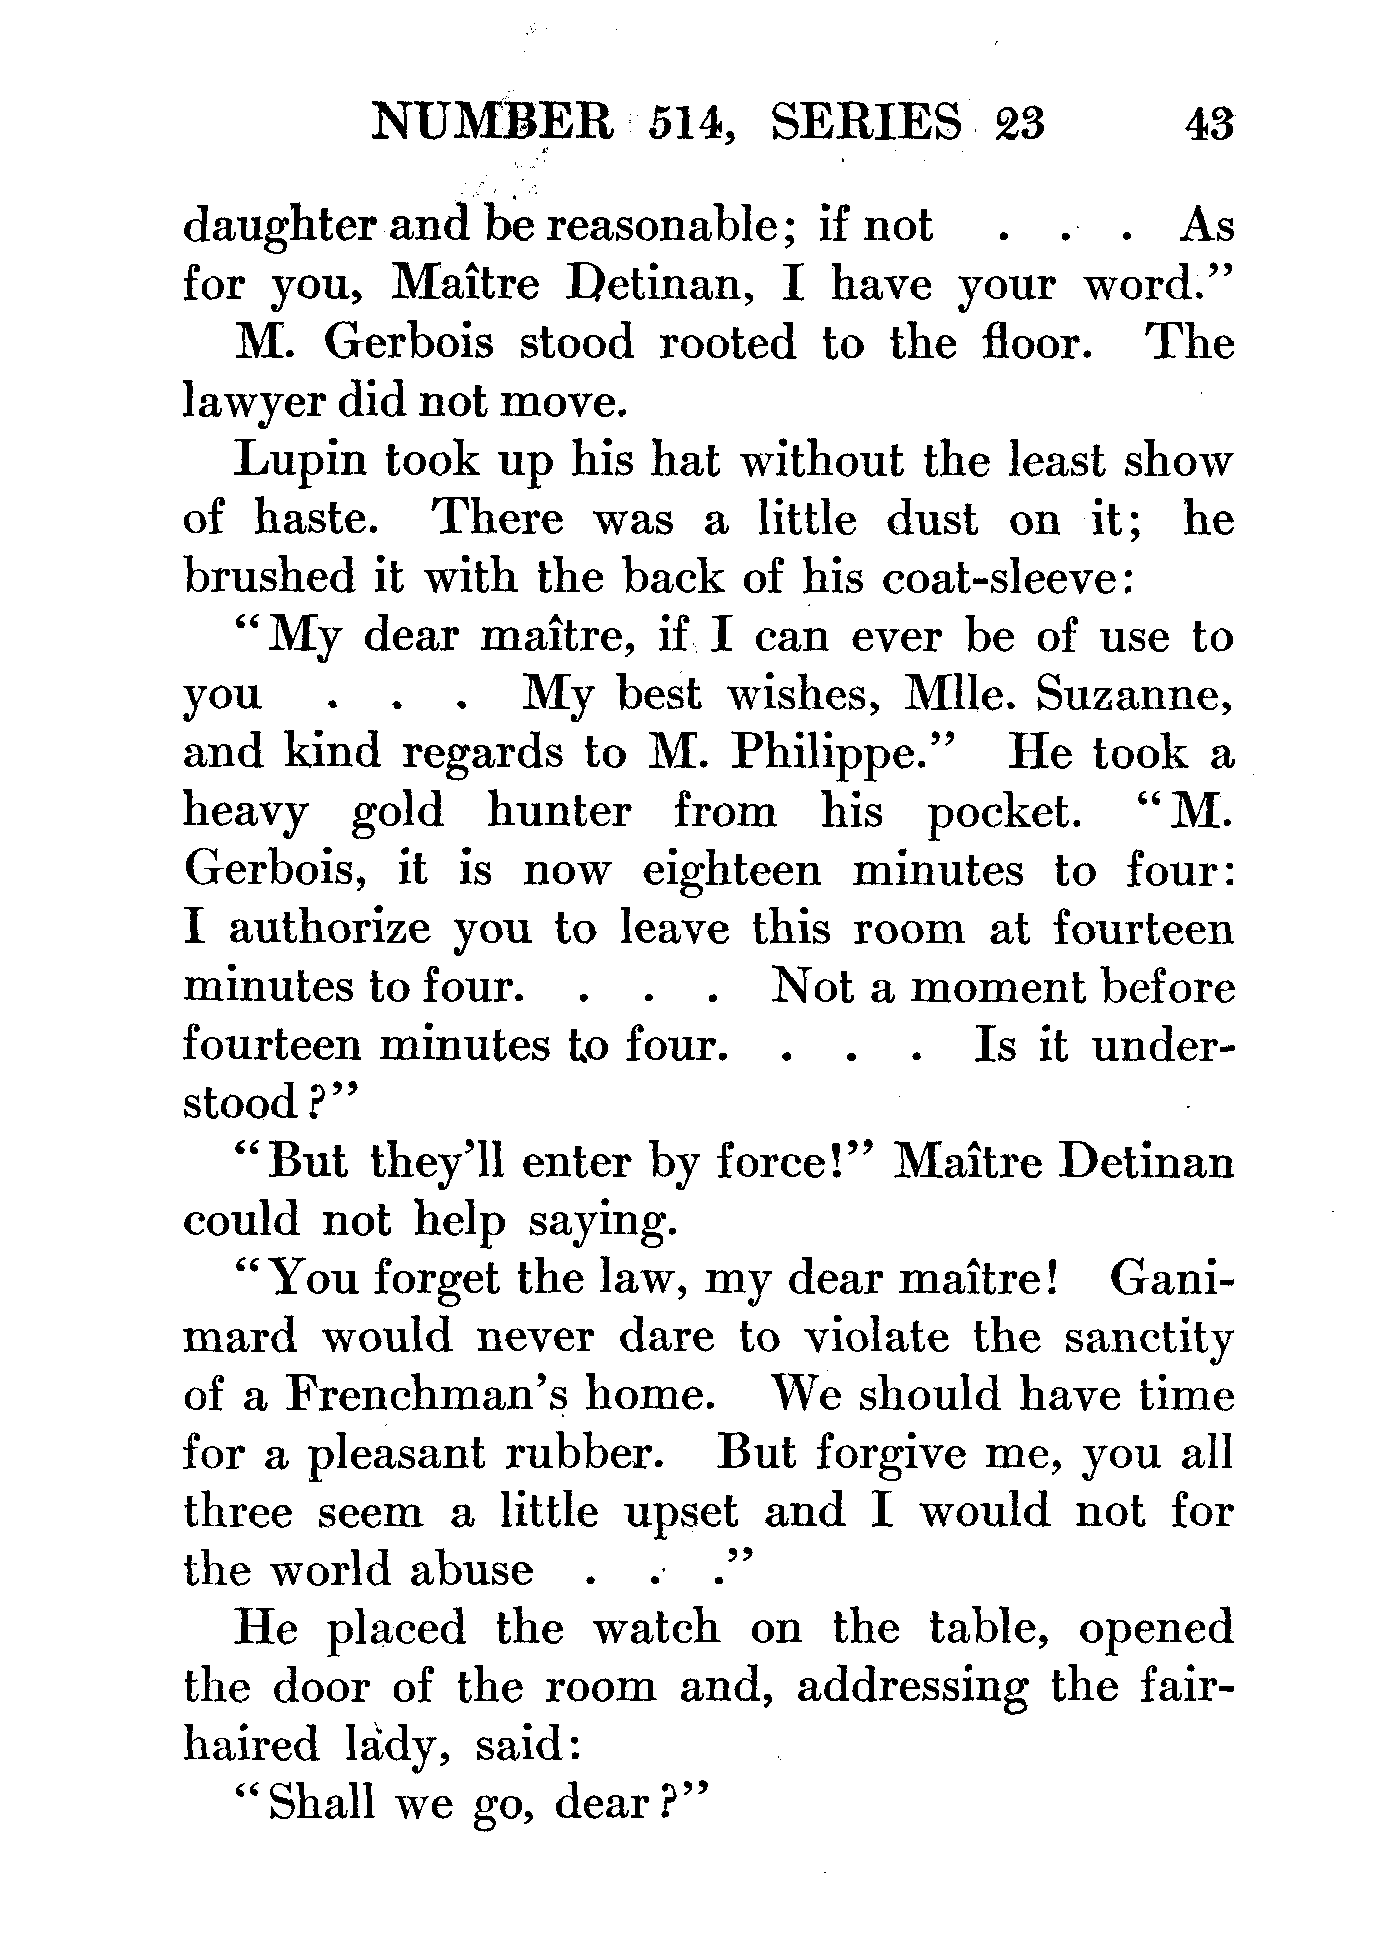 NUMBER 514, SERIES 23 43
daughter and be reasonable; if not . . . As
for you, Maître Detinan, I have your word."
M. Gerbois stood rooted to the floor. The
lawyer did not move.
Lupin took up his hat without the least show
of haste. There was a little dust on it; he
brushed it with the back of his coat-sleeve:
"My dear maître, if I can ever be of use to
you . . . My best wishes, Mlle. Suzanne,
and kind regards to M. Philippe." He took a
heavy gold hunter from his pocket. "M.
Gerbois, it is now eighteen minutes to four:
I authorize you to leave this room at fourteen
minutes to four. . . . Not a moment before
fourteen minutes to four. . . . Is it under-
stood?"
"But they'll enter by force!" Maître Detinan
could not help saying.
"You forget the law, my dear maître! Gani-
mard would never dare to violate the sanctity
of a Frenchman's home. We should have time
for a pleasant rubber. But forgive me, you all
three seem a little upset and I would not for
the world abuse . . ."
He placed the watch on the table, opened
the door of the room and, addressing the fair-
haired lady, said:
"Shall we go, dear?"